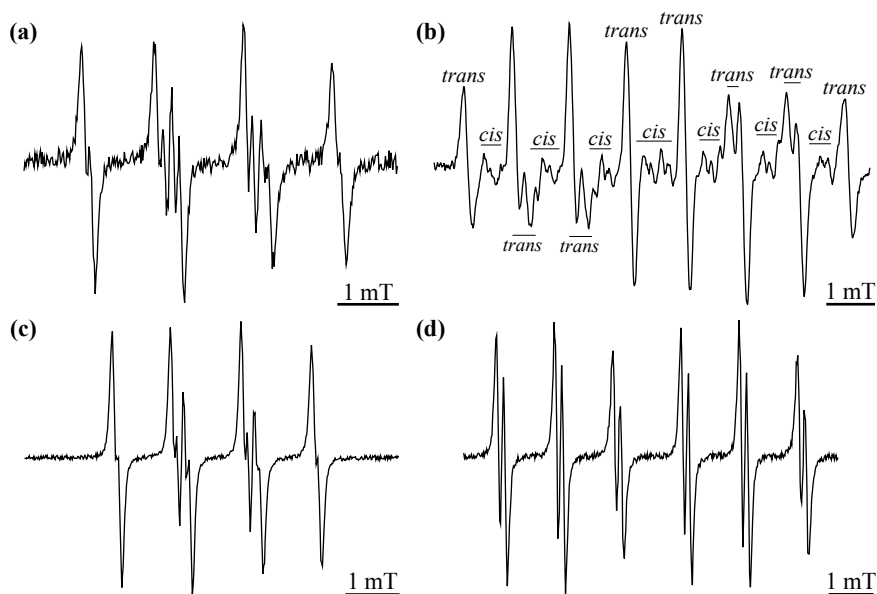 (a)
1 mT
(b)
trans
cis
trans
cis
trans
cis
trans
cis
trans
cis
trans
cis
trans
cis
trans
1 mT
(c)
1 mT
(d)
1 mT